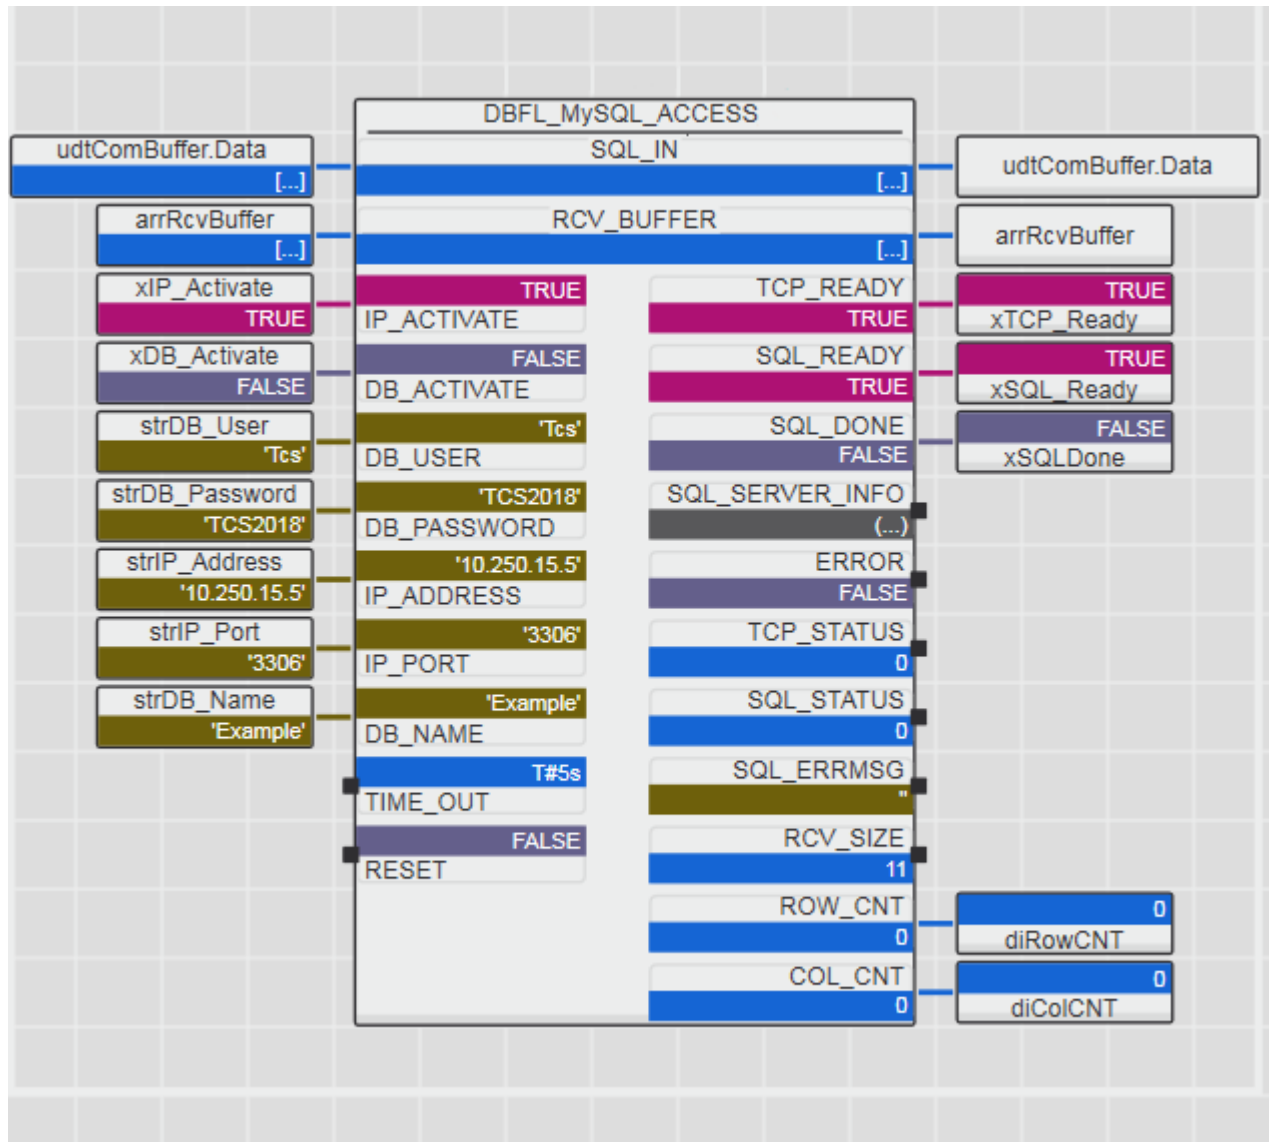 DBFL_MySQL_ACCESS
udtComBuffer.Data
[...]
SQL_IN
[...]
udtComBuffer.Data
arrRcvBuffer
[...]
RCV_BUFFER
[...]
arrRcvBuffer
xIP_Activate
TRUE
TRUE
IP_ACTIVATE
TCP_READY
TRUE
TRUE
xTCP_Ready
xDB_Activate
FALSE
FALSE
DB_ACTIVATE
SQL_READY
TRUE
TRUE
xSQL_Ready
strDB_User
'Tcs'
'Tcs'
DB_USER
SQL_DONE
FALSE
FALSE
xSQLDone
strDB_Password
'TCS2018'
'TCS2018'
DB_PASSWORD
SQL_SERVER_INFO
(...)
strIP_Address
'10.250.15.5'
'10.250.15.5'
IP_ADDRESS
ERROR
FALSE
strIP_Port
'3306'
'3306'
IP_PORT
TCP_STATUS
0
strDB_Name
'Example'
'Example'
DB_NAME
SQL_STATUS
0
T#5s
TIME_OUT
SQL_ERRMSG
''
FALSE
RESET
RCV_SIZE
11
ROW_CNT
0
0
diRowCNT
COL_CNT
0
0
diColCNT